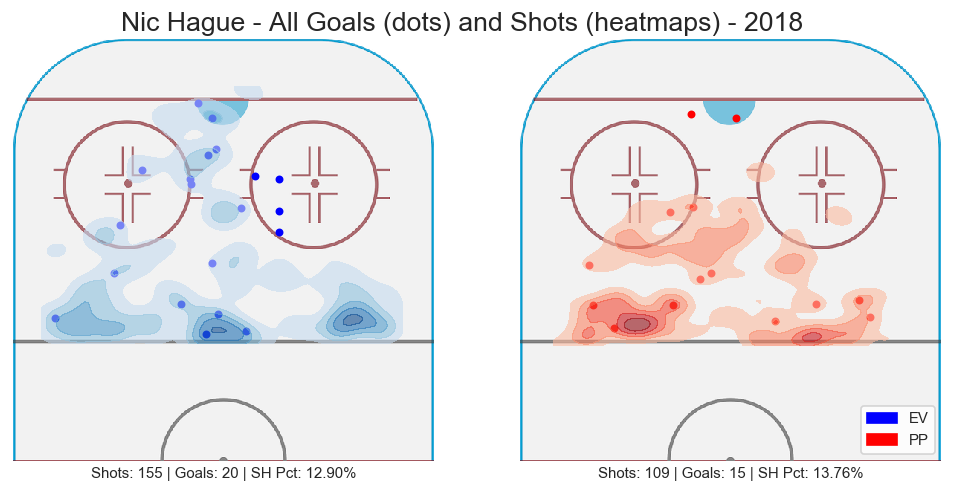 Nic Hague - All Goals (dots) and Shots (heatmaps) - 2018
EV
PP
Shots: 155 | Goals: 20 | SH Pct: 12.90%
Shots: 109 | Goals: 15 | SH Pct: 13.76%